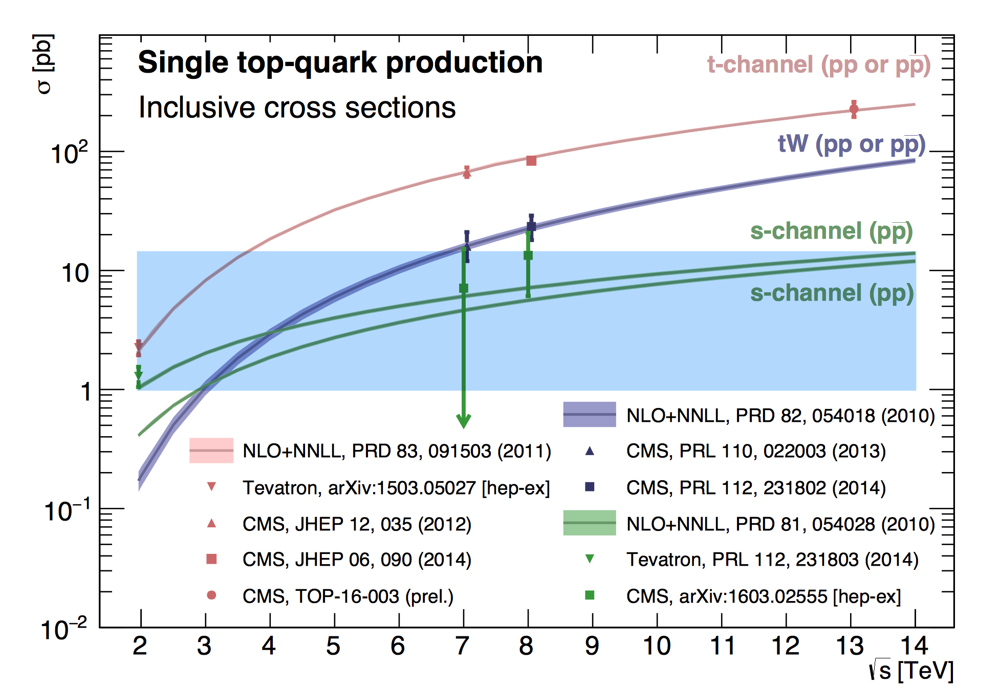 σ [pb]
Single top-quark production
Inclusive cross sections
t-channel (pp or pp̅)
tW (pp or pp̅)
s-channel (pp̅)
s-channel (pp)
10²
10
1
10⁻¹
10⁻²
NLO+NNLL, PRD 83, 091503 (2011)
Tevatron, arXiv:1503.05027 [hep-ex]
CMS, JHEP 12, 035 (2012)
CMS, JHEP 06, 090 (2014)
CMS, TOP-16-003 (prel.)
NLO+NNLL, PRD 82, 054018 (2010)
CMS, PRL 110, 022003 (2013)
CMS, PRL 112, 231802 (2014)
NLO+NNLL, PRD 81, 054028 (2010)
Tevatron, PRL 112, 231803 (2014)
CMS, arXiv:1603.02555 [hep-ex]
2 3 4 5 6 7 8 9 10 11 12 13 14
√s [TeV]